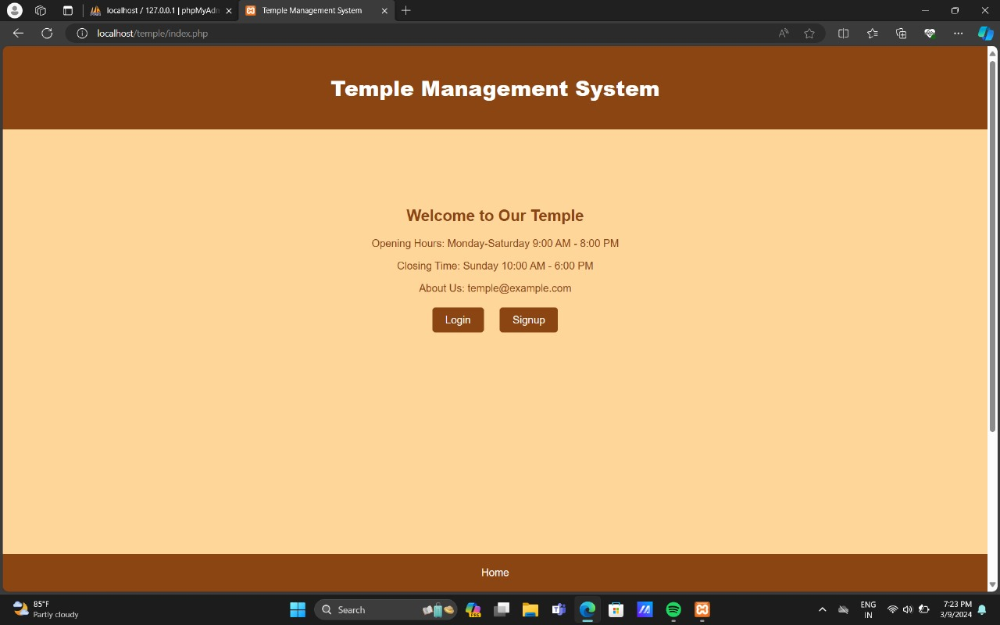 localhost / 127.0.0.1 | phpMyAdm
Temple Management System
localhost/temple/index.php
Temple Management System
Welcome to Our Temple
Opening Hours: Monday-Saturday 9:00 AM - 8:00 PM
Closing Time: Sunday 10:00 AM - 6:00 PM
About Us: temple@example.com
Login Signup
Home
85°F
Partly cloudy
Search
PRE
ENG
IN
7:23 PM
3/9/2024